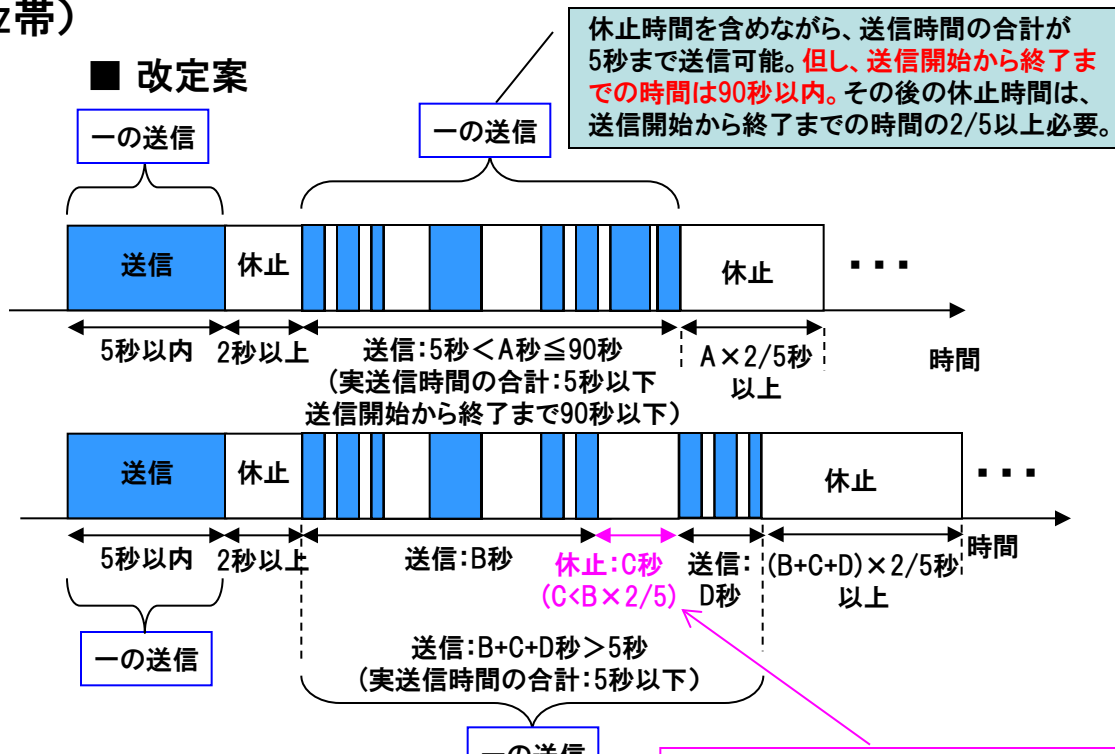 z帯）
■ 改定案
休止時間を含めながら、送信時間の合計が
5秒まで送信可能。但し、送信開始から終了ま
での時間は90秒以内。その後の休止時間は、
送信開始から終了までの時間の2/5以上必要。
一の送信
一の送信
送信
休止
休止
・・・
5秒以内
2秒以上
送信：5秒＜A秒≦90秒
（実送信時間の合計：5秒以下
送信開始から終了まで90秒以下）
A×2/5秒
以上
時間
送信
休止
休止
・・・
5秒以内
2秒以上
送信：B秒
休止：C秒
（C<B×2/5）
送信：
D秒
(B+C+D)×2/5秒
以上
時間
一の送信
送信：B+C+D秒＞5秒
（実送信時間の合計：5秒以下）
一の送信